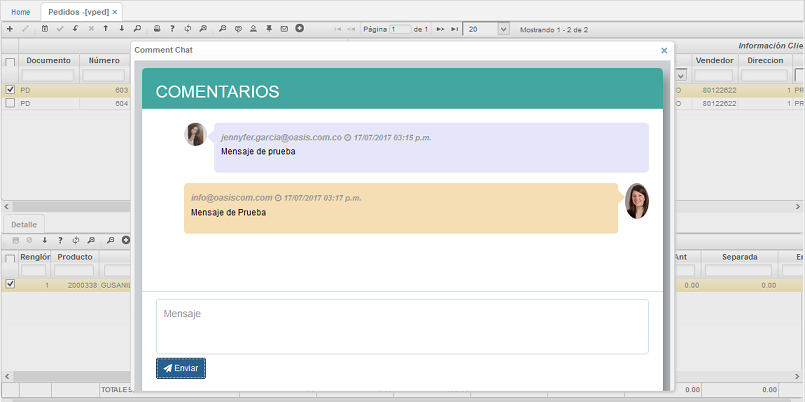 Home
Pedidos -[vped]
Página 1 de 1
20
Mostrando 1 - 2 de 2
Comment Chat
Información Clie
Documento Número
Vendedor Direccion
PD 603
O 80122622 1 PR
PD 604
O 80122622 1 PR
COMENTARIOS
jennyfer.garcia@oasis.com.co 17/07/2017 03:15 p.m.
Mensaje de prueba
info@oasiscom.com 17/07/2017 03:17 p.m.
Mensaje de Prueba
Detalle
Renglón Producto
Ant Separada En
1 2000338 GUSANIL
0.00 0.00
Mensaje
Enviar
TOTALES
0.00 0.00